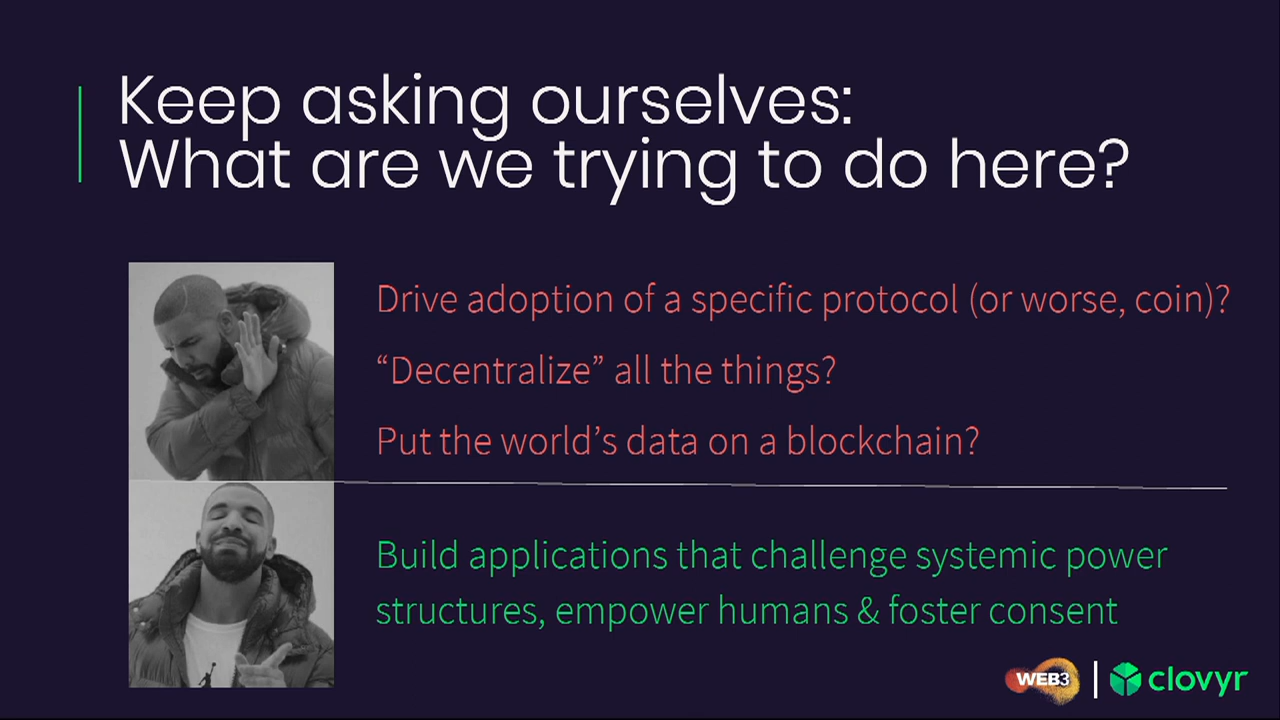 Keep asking ourselves:
What are we trying to do here?
Drive adoption of a specific protocol (or worse, coin)?
“Decentralize” all the things?
Put the world’s data on a blockchain?
Build applications that challenge systemic power
structures, empower humans & foster consent
WEB3
clovyr